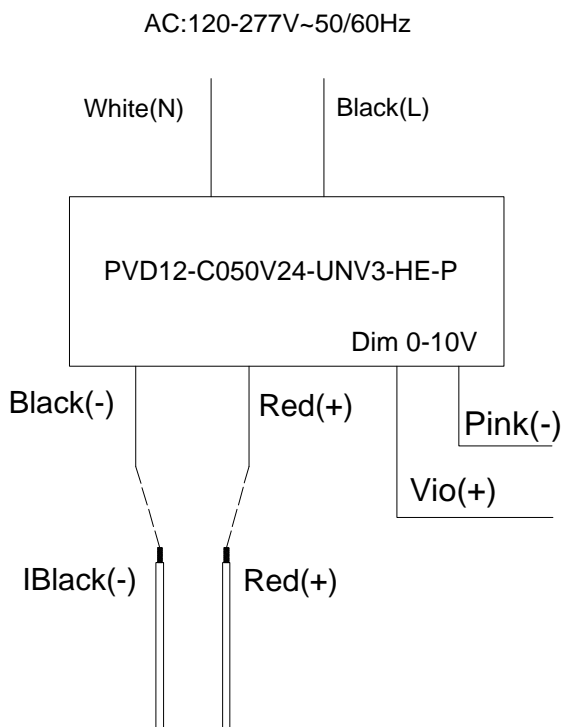 AC:120-277V~50/60Hz
White(N)
Black(L)
PVD12-C050V24-UNV3-HE-P
Dim 0-10V
Black(-)
Red(+)
Pink(-)
Vio(+)
IBlack(-)
Red(+)